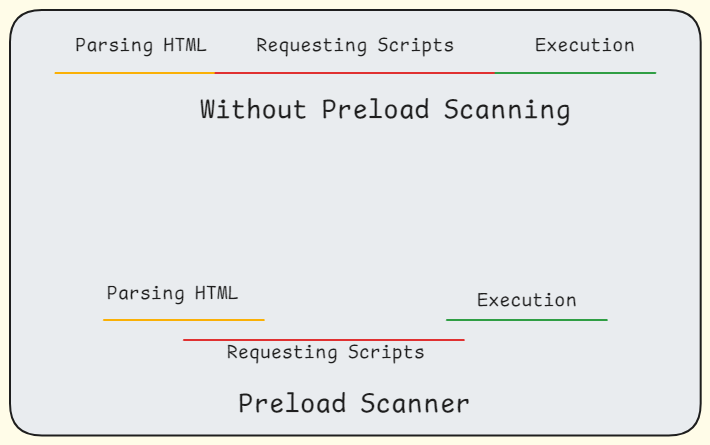 Parsing HTML
Requesting Scripts
Execution
Without Preload Scanning
Parsing HTML
Execution
Requesting Scripts
Preload Scanner